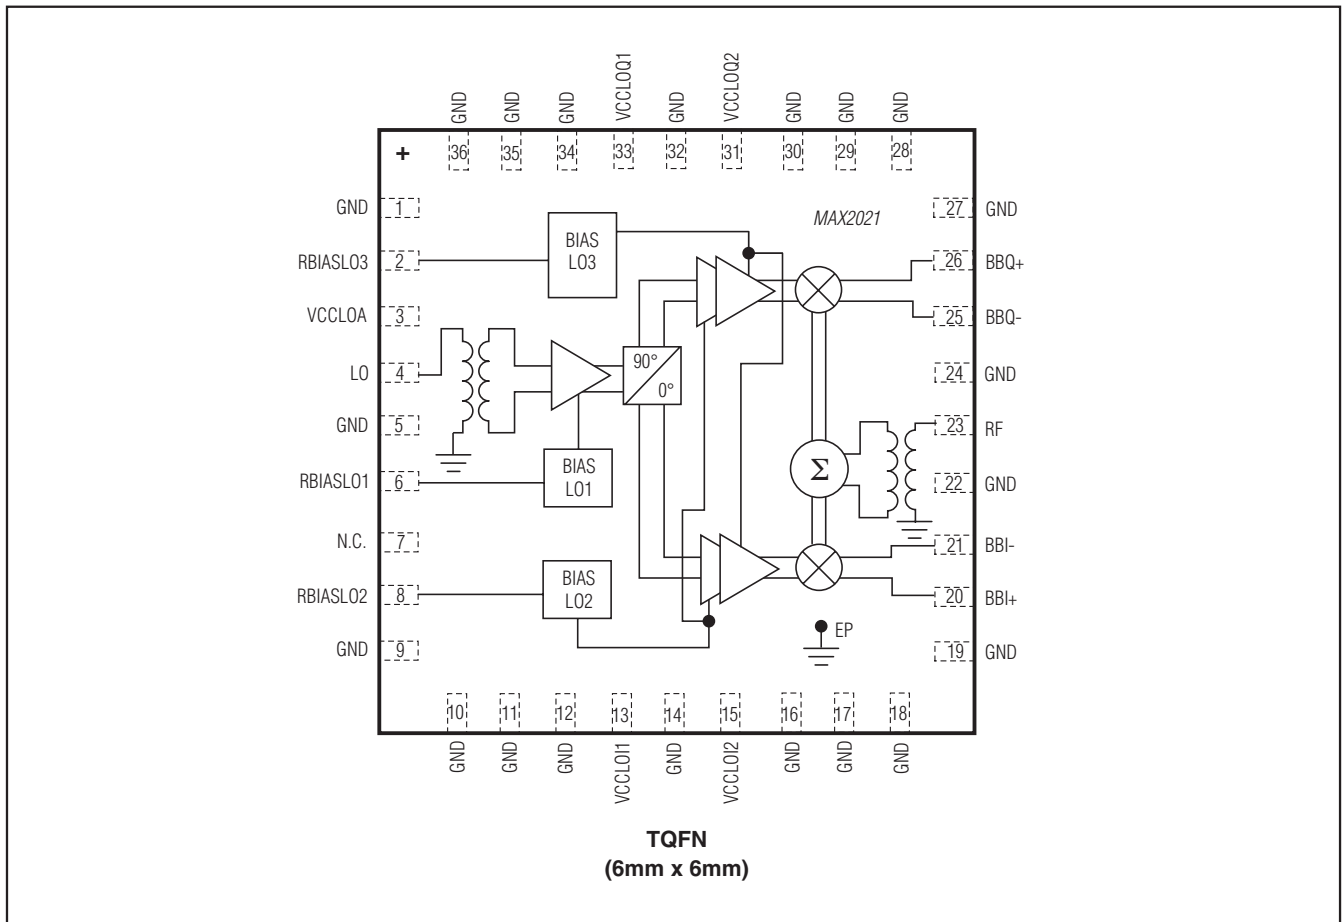 GND
GND
GND
VCCLOQ1
GND
VCCLOQ2
GND
GND
GND
+
36
35
34
33
32
31
30
29
28
GND
1
RBIASLO3
2
VCCLOA
3
LO
4
GND
5
RBIASLO1
6
N.C.
7
RBIASLO2
8
GND
9
MAX2021
BIAS
LO3
90°
0°
BIAS
LO1
Σ
BIAS
LO2
EP
27
GND
26
BBQ+
25
BBQ-
24
GND
23
RF
22
GND
21
BBI-
20
BBI+
19
GND
10
11
12
13
14
15
16
17
18
GND
GND
GND
VCCLOI1
GND
VCCLOI2
GND
GND
GND
TQFN
(6mm x 6mm)